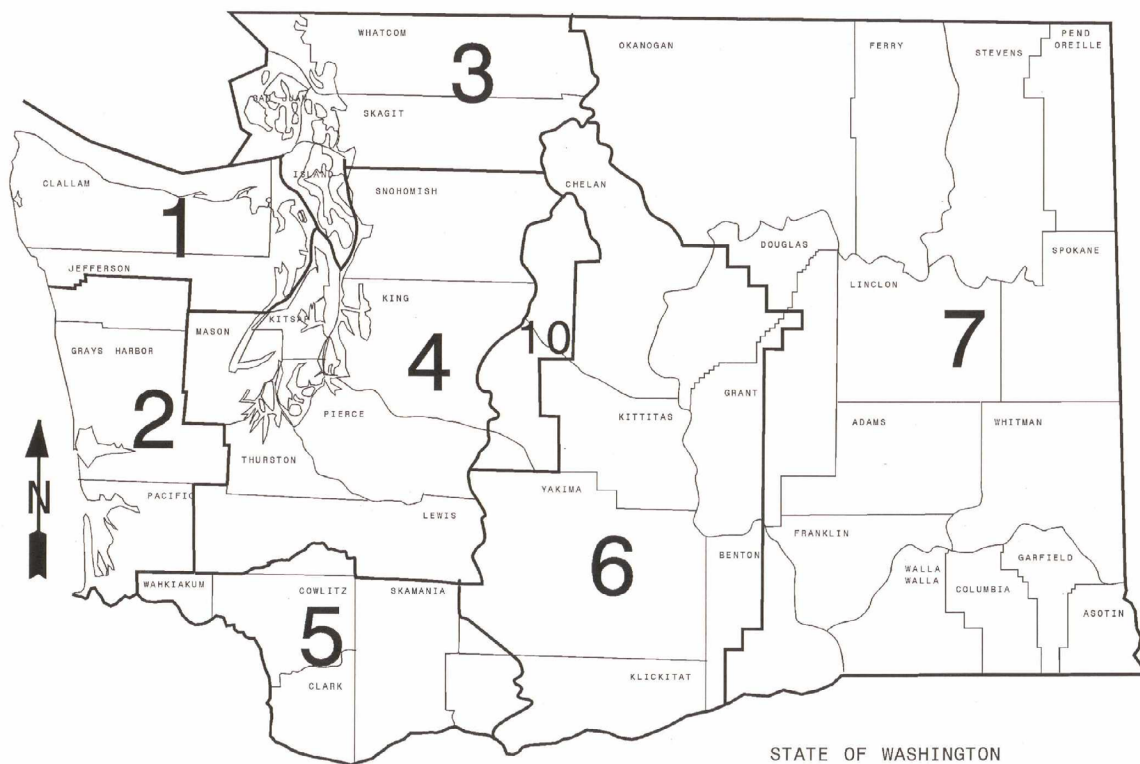 WHATCOM
3
OKANOGAN
FERRY
STEVENS
PEND
OREILLE
SAN JUAN
SKAGIT
CLALLAM
ISLAND
SNOHOMISH
CHELAN
1
DOUGLAS
SPOKANE
JEFFERSON
LINCLON
KING
KITSAP
MASON
10
7
GRAYS HARBOR
4
2
GRANT
PIERCE
KITTITAS
ADAMS
WHITMAN
THURSTON
N
PACIFIC
YAKIMA
LEWIS
FRANKLIN
BENTON
6
GARFIELD
WALLA
WALLA
WAHKIAKUM
COWLITZ
SKAMANIA
COLUMBIA
ASOTIN
5
CLARK
KLICKITAT
STATE OF WASHINGTON